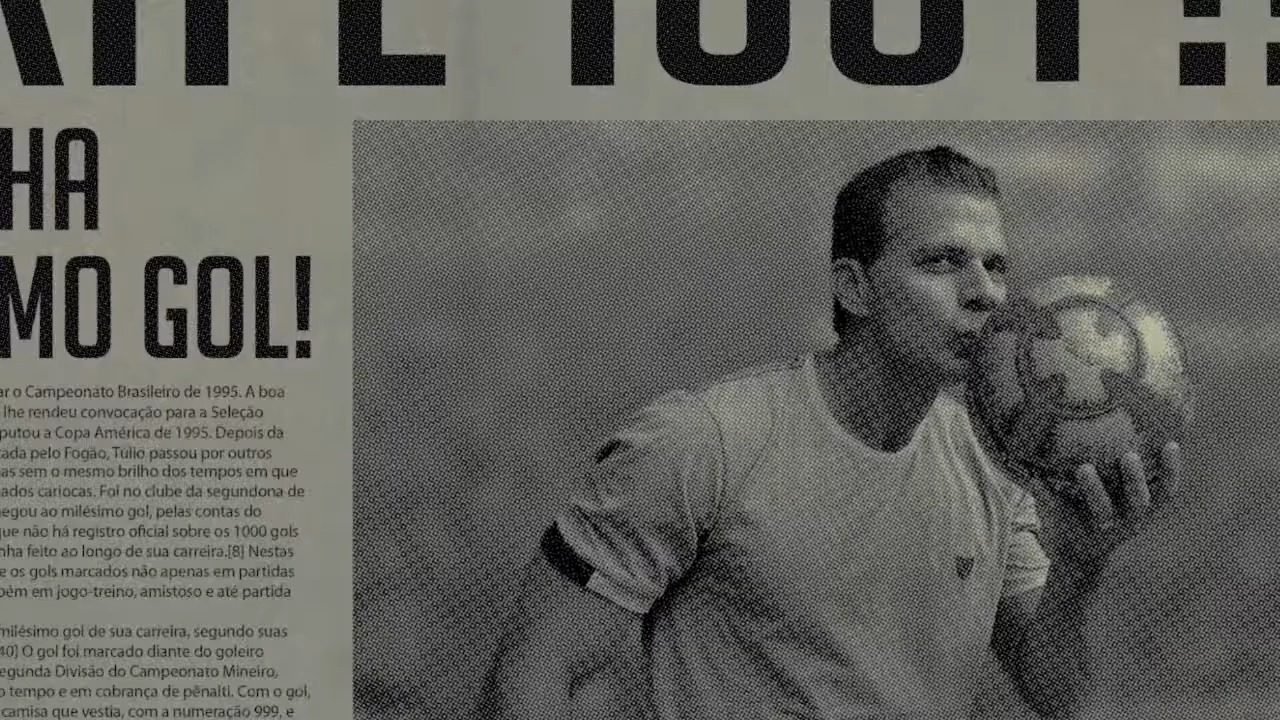 HA
MO GOL!
ar o Campeonato Brasileiro de 1995. A boa
lhe rendeu convocação para a Seleção
putou a Copa América de 1995. Depois da
cada pelo Fogão, Túlio passou por outros
as sem o mesmo brilho dos tempos em que
ados cariocas. Foi no clube da segundona de
hegou ao milésimo gol, pelas contas do
que não há registro oficial sobre os 1000 gols
nha feito ao longo de sua carreira.[8] Nestas
e os gols marcados não apenas em partidas
bém em jogo-treino, amistoso e até partida
milésimo gol de sua carreira, segundo suas
40] O gol foi marcado diante do goleiro
egunda Divisão do Campeonato Mineiro,
o tempo e em cobrança de pênalti. Com o gol,
camisa que vestia, com a numeração 999, e